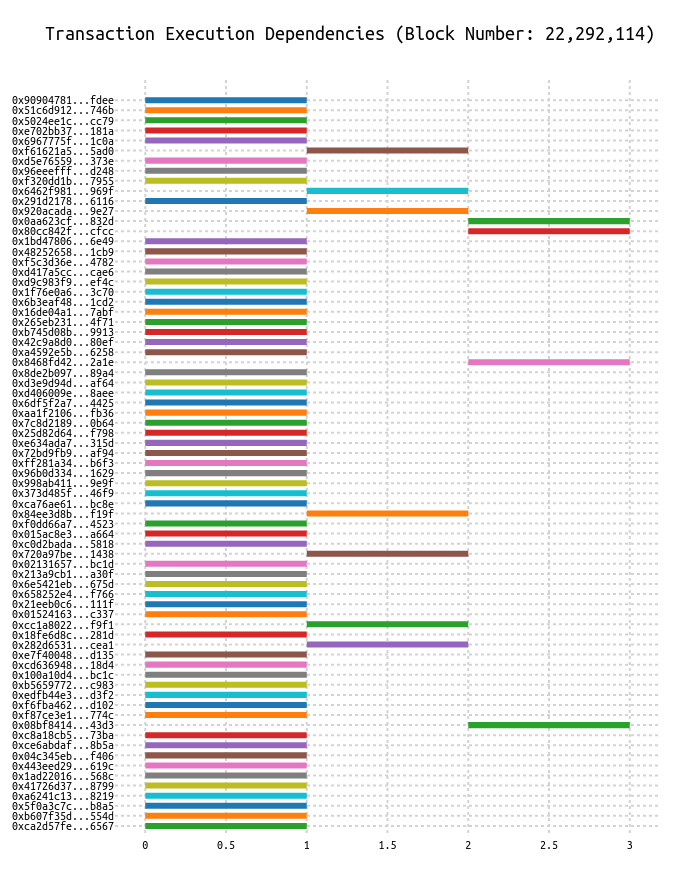 Transaction Execution Dependencies (Block Number: 22,292,114)
0x90904781...fdee
0x51c6d912...746b
0x5024ee1c...cc79
0xe702bb37...181a
0x6967775f...1c0a
0xf61621a5...5ad0
0xd5e76559...373e
0x96eeefff...d248
0xf320dd1b...7955
0x6462f981...969f
0x291d2178...6116
0x920acada...9e27
0x0aa623cf...832d
0x80cc842f...cfcc
0x1bd47806...6e49
0x48252658...1cb9
0xf5c3d36e...4782
0xd417a5cc...cae6
0xd9c983f9...ef4c
0x1f76e0a6...3c70
0x6b3eaf48...1cd2
0x16de04a1...7abf
0x265eb231...4f71
0xb745d08b...9913
0x42c9a8d0...80ef
0xa4592e5b...6258
0x8468fd42...2a1e
0x8de2b097...89a4
0xd3e9d94d...af64
0xd406009e...8aee
0x6df5f2a7...4425
0xaa1f2106...fb36
0x7c8d2189...0b64
0x25d82d64...f798
0xe634ada7...315d
0x72bd9fb9...af94
0xff281a34...b6f3
0x96b0d334...1629
0x998ab411...9e9f
0x373d485f...46f9
0xca76ae61...bc8e
0x84ee3d8b...f19f
0xf0dd66a7...4523
0x015ac8e3...a664
0xc0d2bada...5818
0x720a97be...1438
0x02131657...bc1d
0x213a9cb1...a30f
0x6e5421eb...675d
0x658252e4...f766
0x21eeb0c6...111f
0x01524163...c337
0xcc1a8022...f9f1
0x18fe6d8c...281d
0x282d6531...cea1
0xe7f40048...d135
0xcd636948...18d4
0x100a10d4...bc1c
0xb5659772...c983
0xedfb44e3...d3f2
0xf6fba462...d102
0xf87ce3e1...774c
0x08bf8414...43d3
0xc8a18cb5...73ba
0xce6abdaf...8b5a
0x04c345eb...f406
0x443eed29...619c
0x1ad22016...568c
0x41726d37...8799
0xa6241c13...8219
0x5f0a3c7c...b8a5
0xb607f35d...554d
0xca2d57fe...6567
0 0.5 1 1.5 2 2.5 3